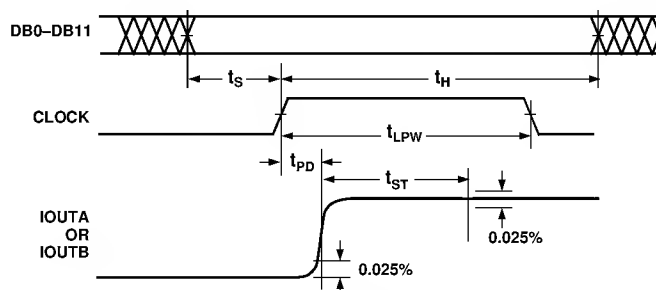 DB0–DB11
tS
tH
CLOCK
tLPW
tPD
tST
IOUTA
OR
IOUTB
0.025%
0.025%